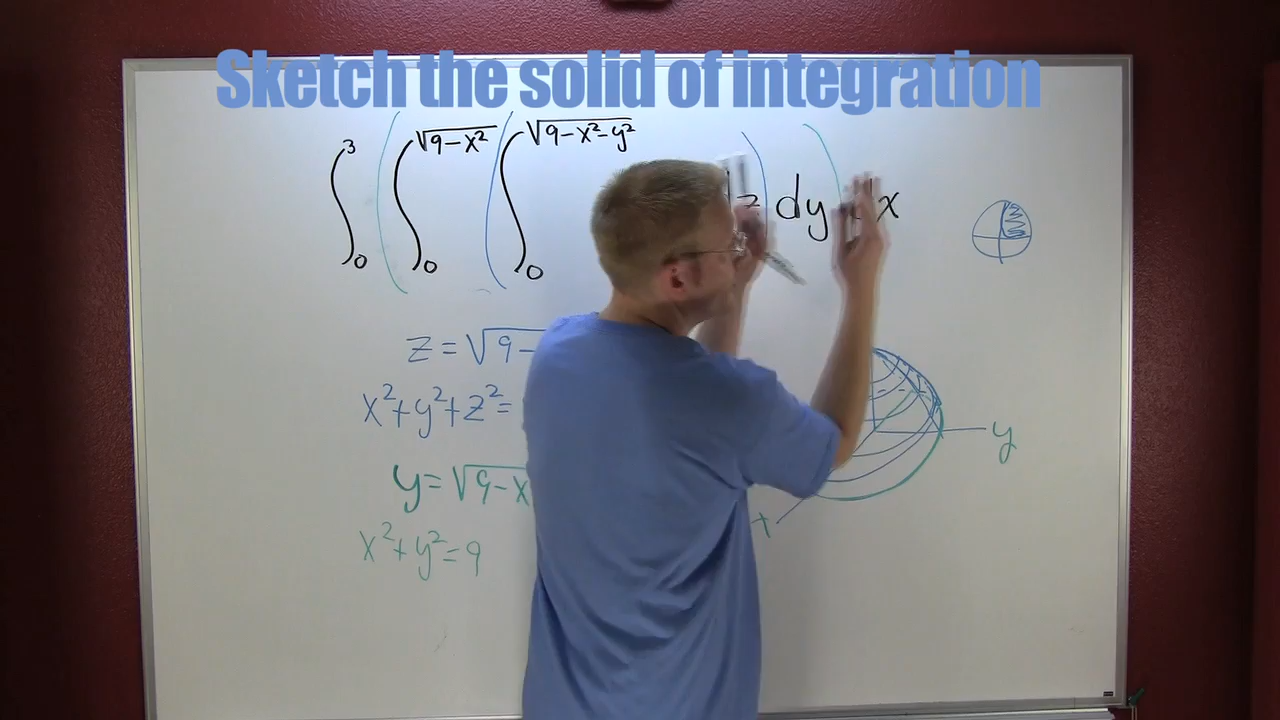 Sketch the solid of integration
∫₀³ ∫₀^√(9-x²) ∫₀^√(9-x²-y²) z dy x
z = √9-
x²+y²+z²=
y = √9-x
x²+y²=9
y
x